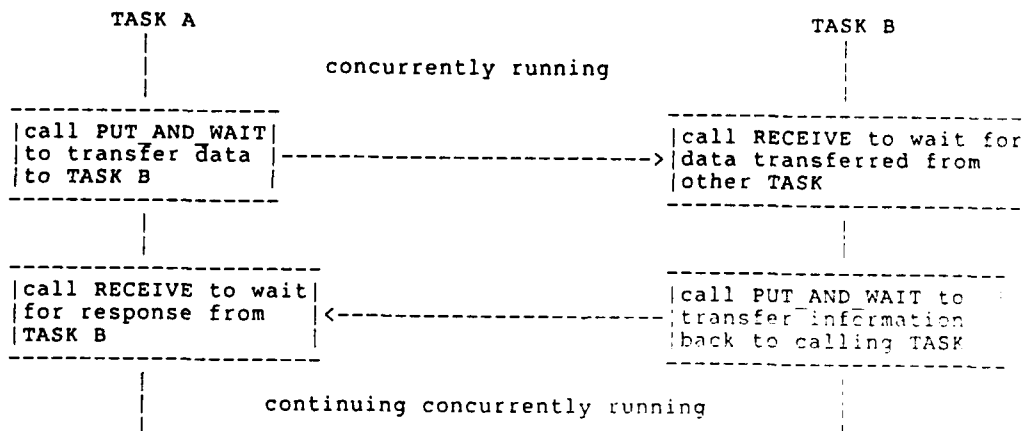 TASK A
TASK B
concurrently running
call PUT_AND_WAIT
to transfer data
to TASK B
call RECEIVE to wait for
data transferred from
other TASK
call RECEIVE to wait
for response from
TASK B
call PUT_AND_WAIT to
transfer information
back to calling TASK
continuing concurrently running